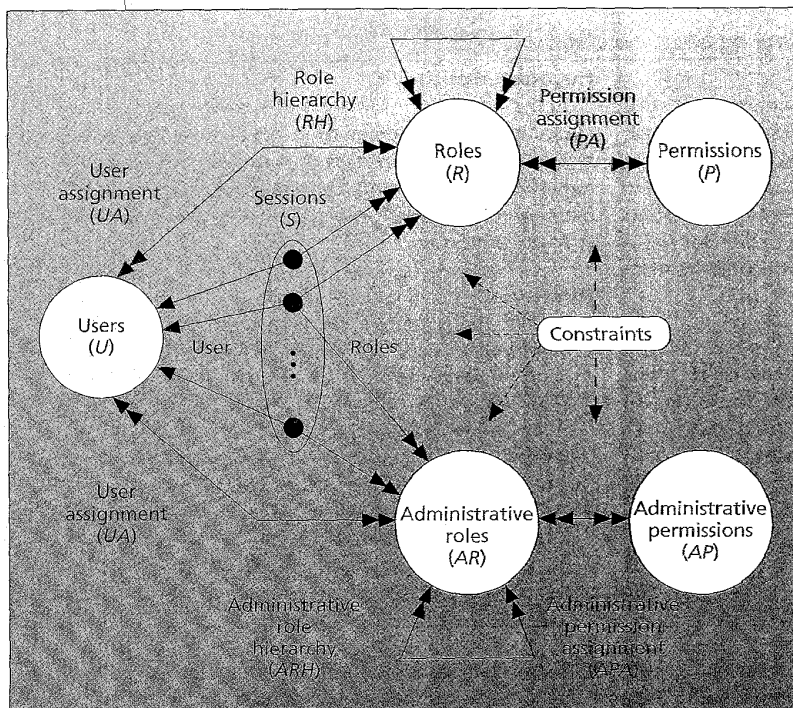 Role
hierarchy
(RH)
Permission
assignment
(PA)
Roles
(R)
Permissions
(P)
User
assignment
(UA)
Sessions
(S)
Users
(U)
User
Roles
Constraints
User
assignment
(UA)
Administrative
roles
(AR)
Administrative
permissions
(AP)
Administrative
role
hierarchy
(ARH)
Administrative
permission
assignment
(APA)